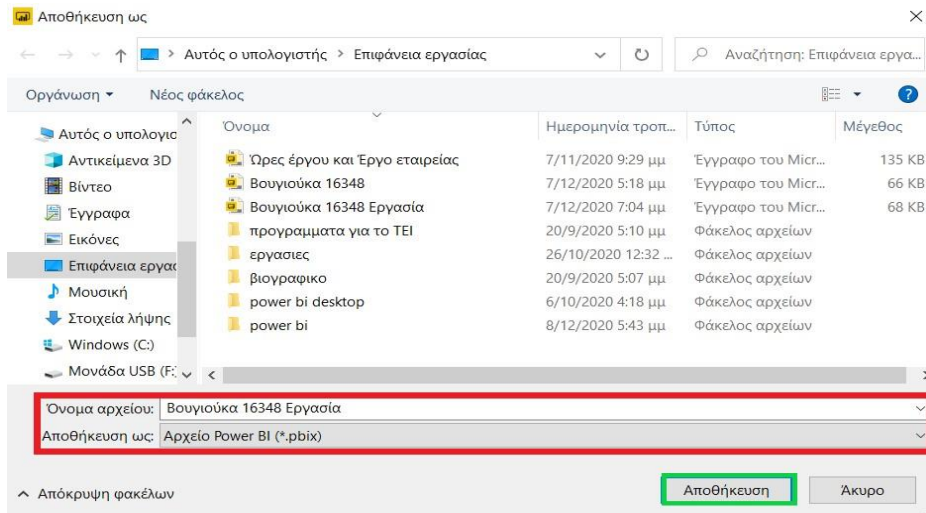 Αποθήκευση ως
Αυτός ο υπολογιστής > Επιφάνεια εργασίας
Αναζήτηση: Επιφάνεια εργα...
Οργάνωση
Νέος φάκελος
Όνομα Ημερομηνία τροπ... Τύπος Μέγεθος
Αυτός ο υπολογισ
Αντικείμενα 3D
Βίντεο
Έγγραφα
Εικόνες
Επιφάνεια εργασ
Μουσική
Στοιχεία λήψης
Windows (C:)
Μονάδα USB (F:)
Ώρες έργου και Έργο εταιρείας 7/11/2020 9:29 μμ Έγγραφο του Micr... 135 KB
Βουγιούκα 16348 7/12/2020 5:18 μμ Έγγραφο του Micr... 66 KB
Βουγιούκα 16348 Εργασία 7/12/2020 7:04 μμ Έγγραφο του Micr... 68 KB
προγραμματα για το ΤΕΙ 20/9/2020 5:10 μμ Φάκελος αρχείων
εργασιες 26/10/2020 12:32 ... Φάκελος αρχείων
βιογραφικο 20/9/2020 5:07 μμ Φάκελος αρχείων
power bi desktop 6/10/2020 4:18 μμ Φάκελος αρχείων
power bi 8/12/2020 5:43 μμ Φάκελος αρχείων
Όνομα αρχείου: Βουγιούκα 16348 Εργασία
Αποθήκευση ως: Αρχείο Power BI (*.pbix)
Απόκρυψη φακέλων
Αποθήκευση
Άκυρο